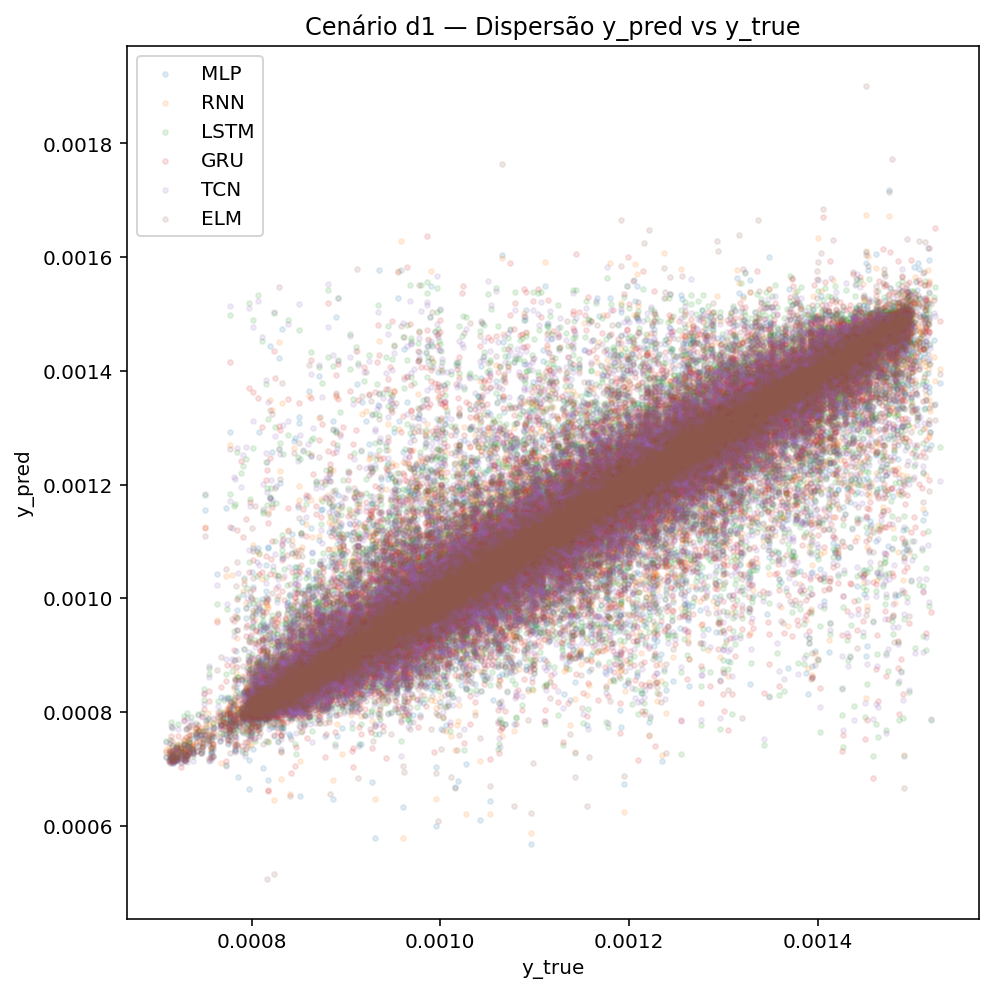 Cenário d1 — Dispersão y_pred vs y_true
MLP
RNN
LSTM
GRU
TCN
ELM
0.0018
0.0016
0.0014
0.0012
0.0010
0.0008
0.0006
y_pred
0.0008
0.0010
0.0012
0.0014
y_true